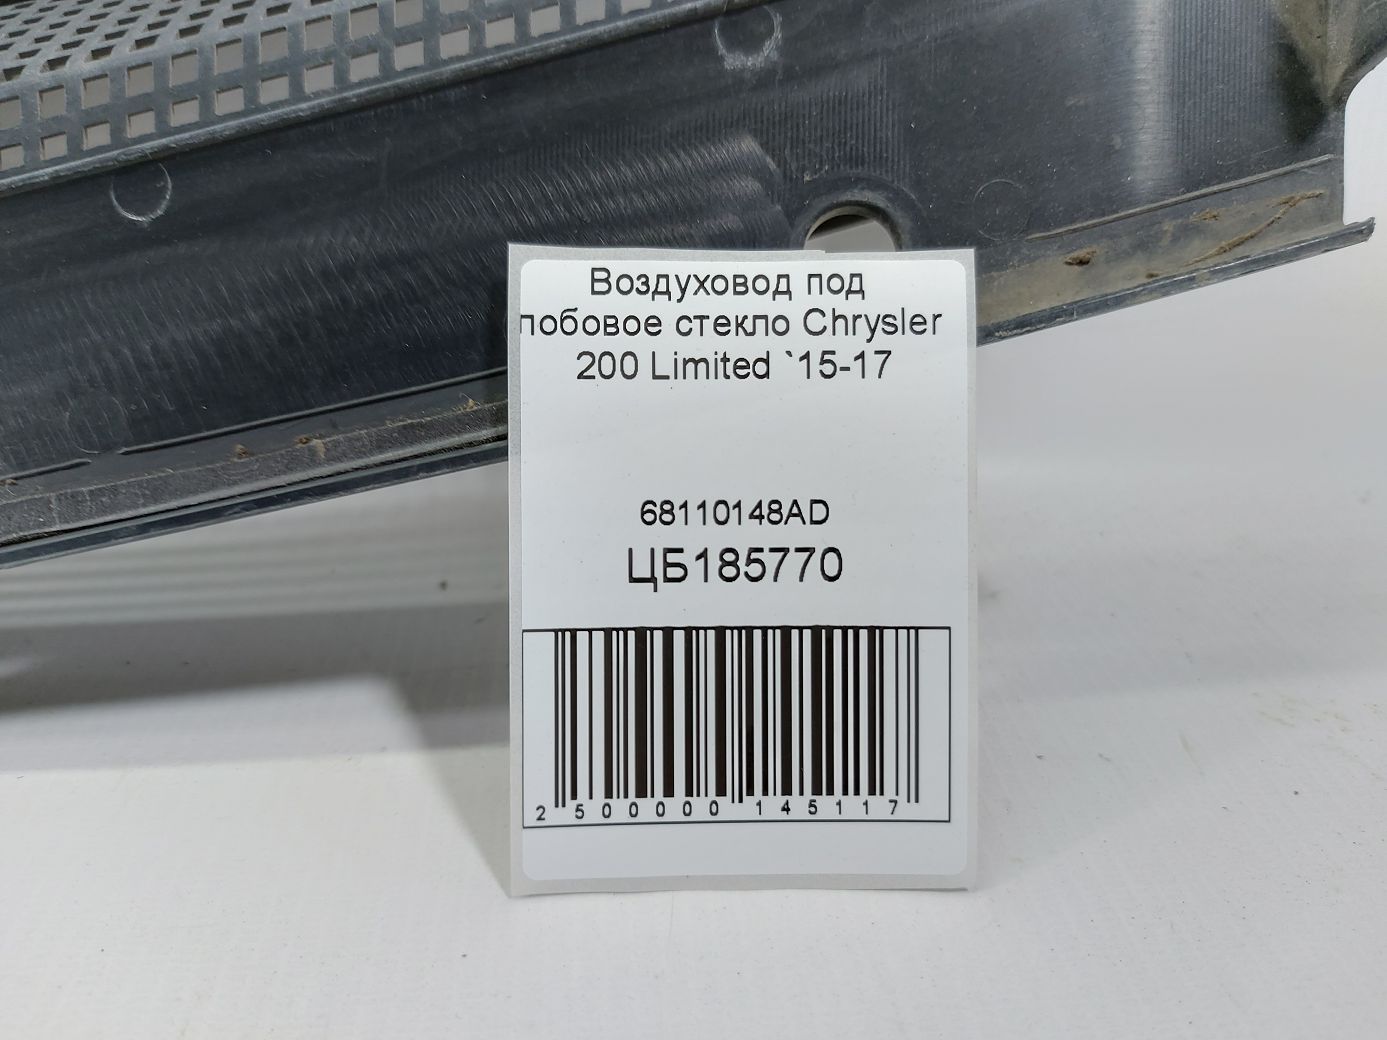 Воздуховод под
лобовое стекло Chrysler
200 Limited `15-17
68110148AD
ЦБ185770
2 500000 145117